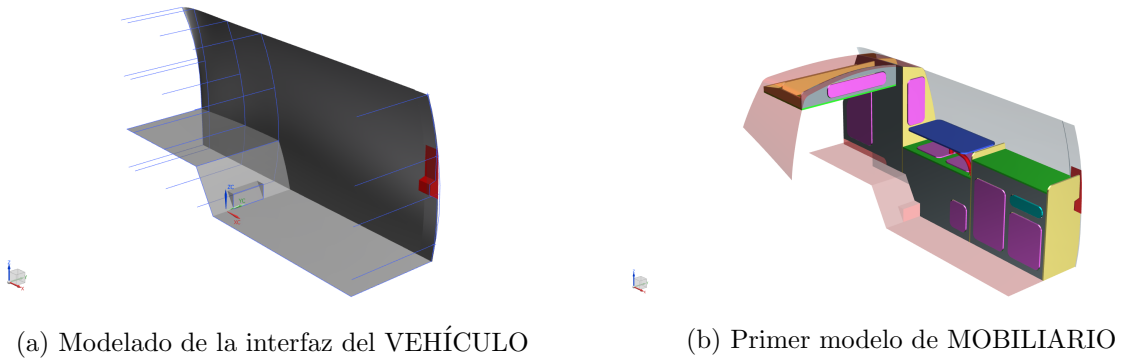 (a) Modelado de la interfaz del VEHÍCULO
(b) Primer modelo de MOBILIARIO